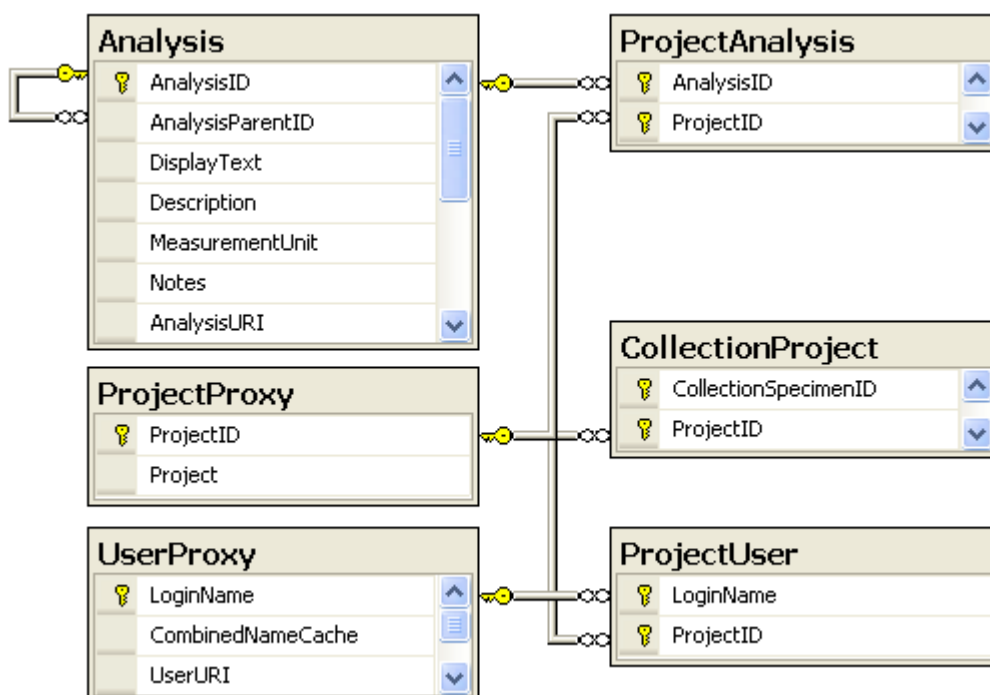 Analysis
AnalysisID
AnalysisParentID
DisplayText
Description
MeasurementUnit
Notes
AnalysisURI
ProjectAnalysis
AnalysisID
ProjectID
CollectionProject
CollectionSpecimenID
ProjectID
ProjectProxy
ProjectID
Project
UserProxy
LoginName
CombinedNameCache
UserURI
ProjectUser
LoginName
ProjectID